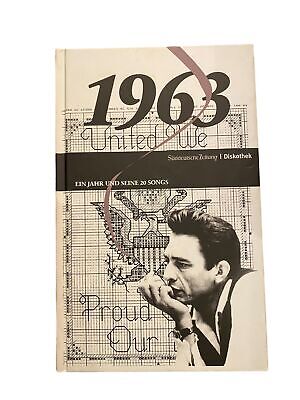 1963
United We
Süddeutsche Zeitung | Diskothek
EIN JAHR UND SEINE 20 SONGS
Proud
Our